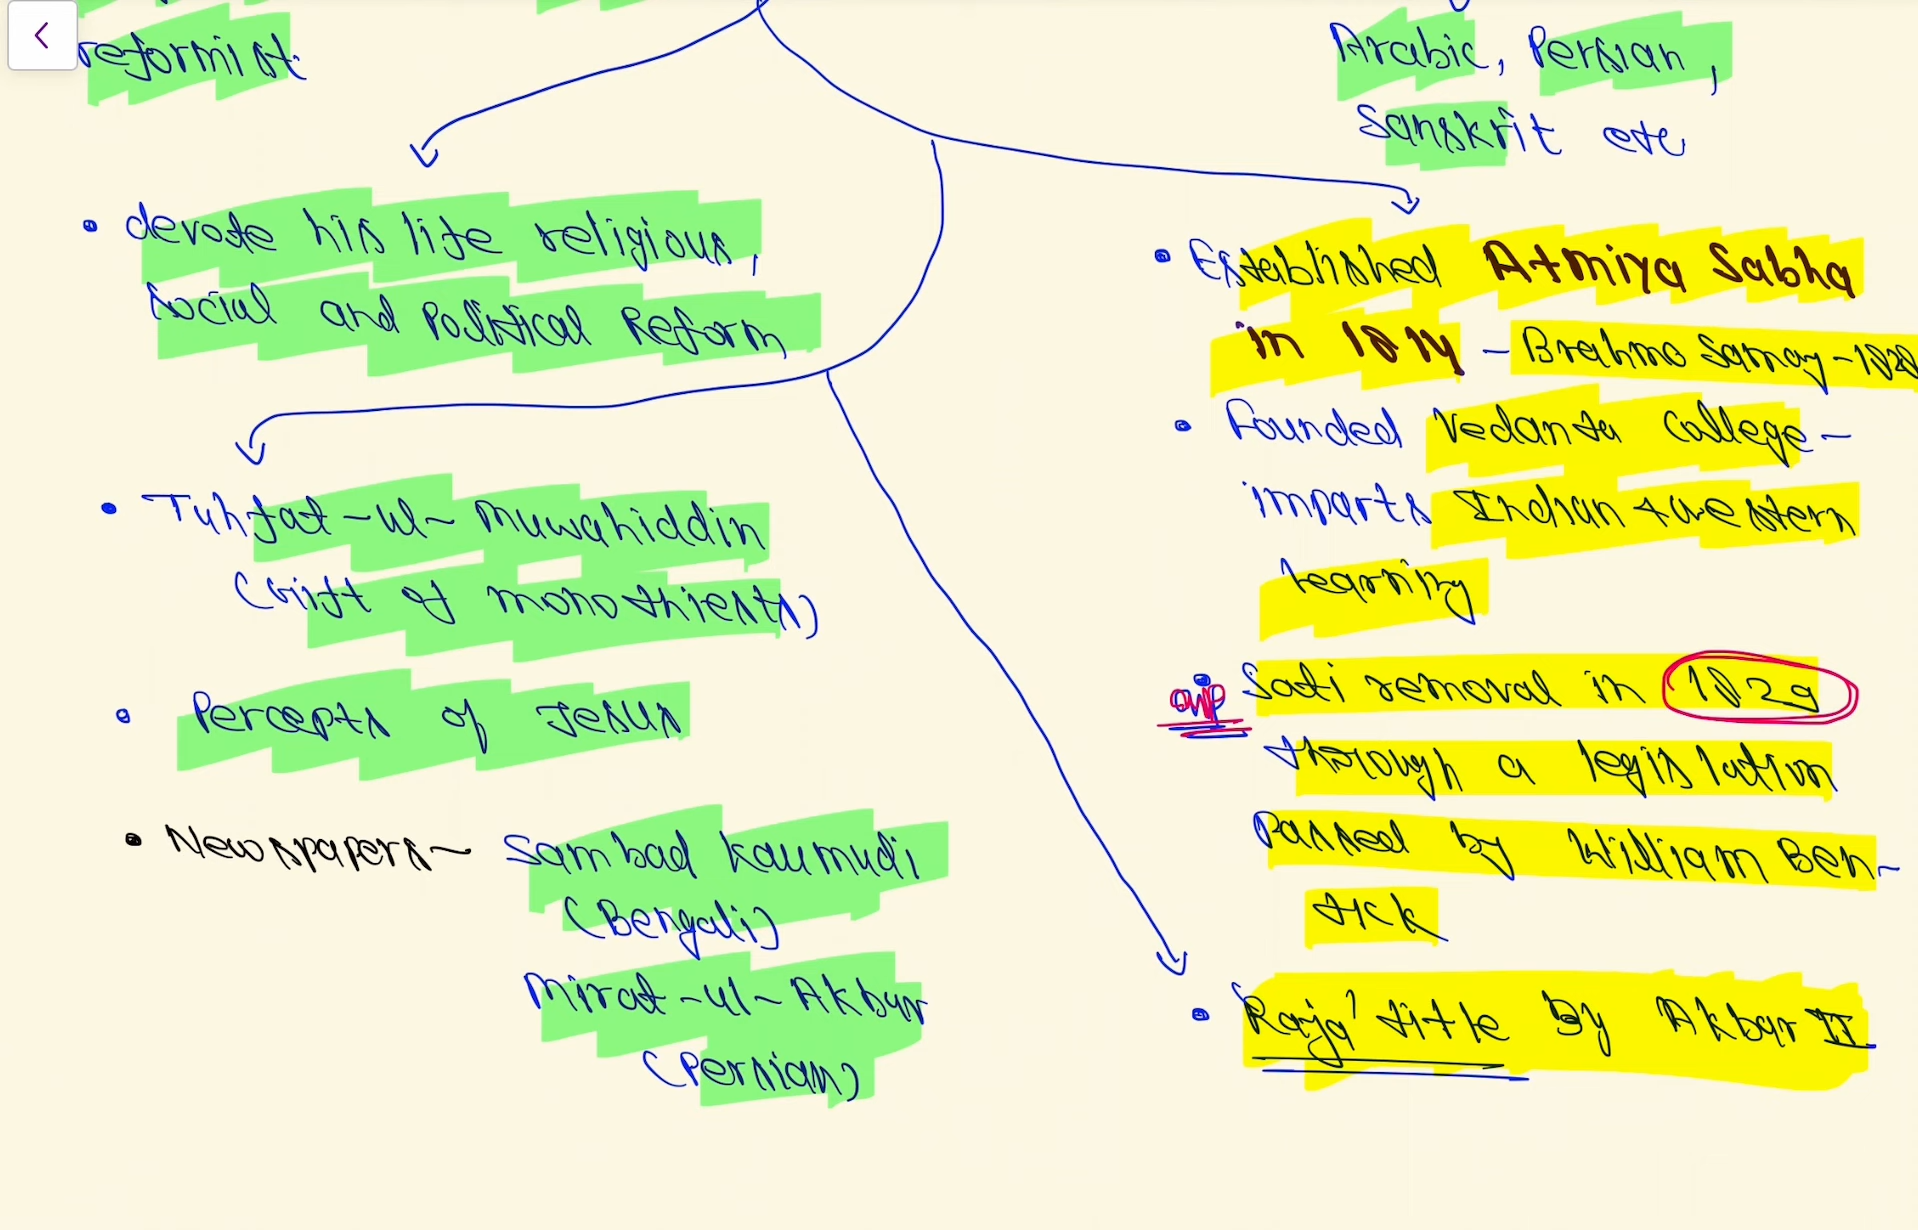 reformist.
Arabic, Persian,
Sanskrit etc
• devote his life religious,
social and Political Reform
• Tuhfat-ul- muwahiddin
(Gift of monothiests)
• Percepts of Jesus
• Newspapers- Sambad kaumudi
(Bengali)
Mirat-ul-Akbar
(Persian)
• Established Atmiya Sabha
in 1814 - Brahmo Samaj-1828
• Founded Vedanta College-
imparts Indian + Western
learning
imp Sati removal in 1829
through a legislation
Passed by William Ben-
tick
• 'Raja' title by Akbar II